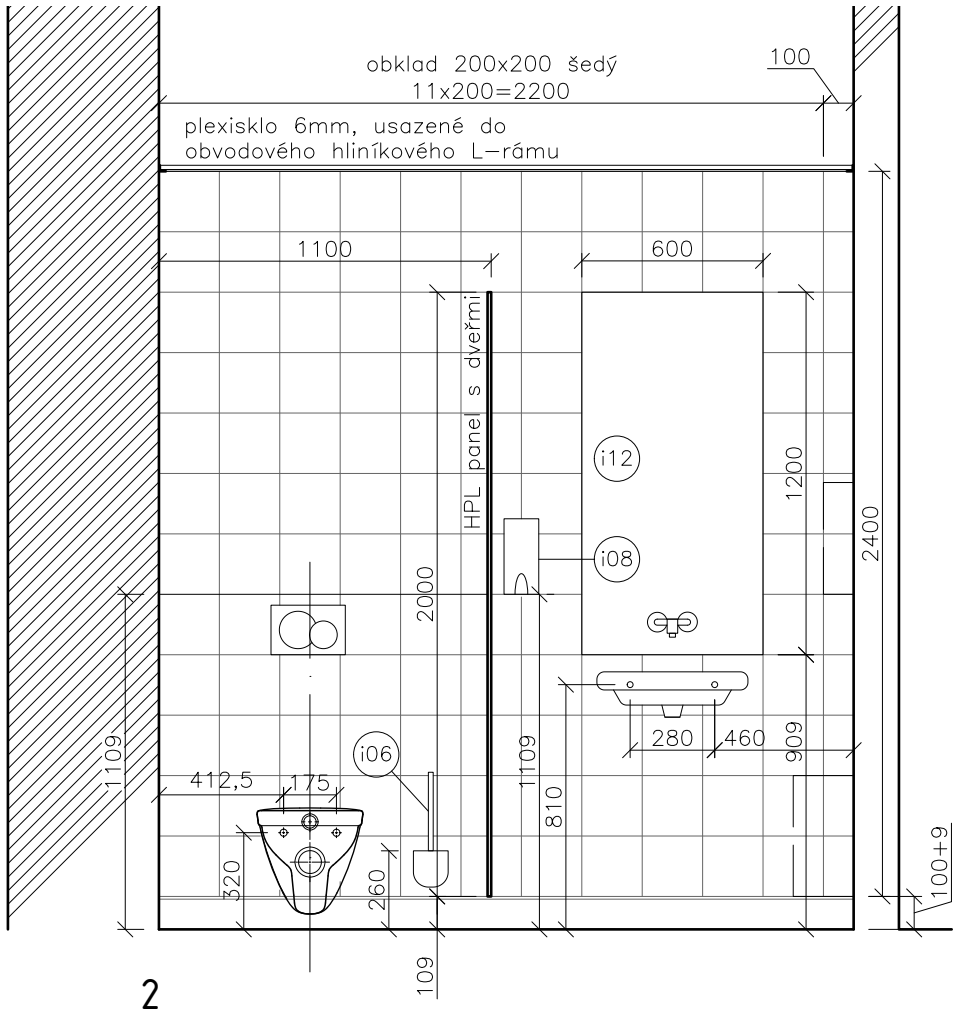 obklad 200x200 šedý
11x200=2200
100
plexisklo 6mm, usazené do
obvodového hliníkového L-rámu
1100
600
HPL panel s dveřmi
i12
1200
2400
i08
2000
1109
i06
1109
280
460
909
412,5
175
810
320
260
100+9
109
2